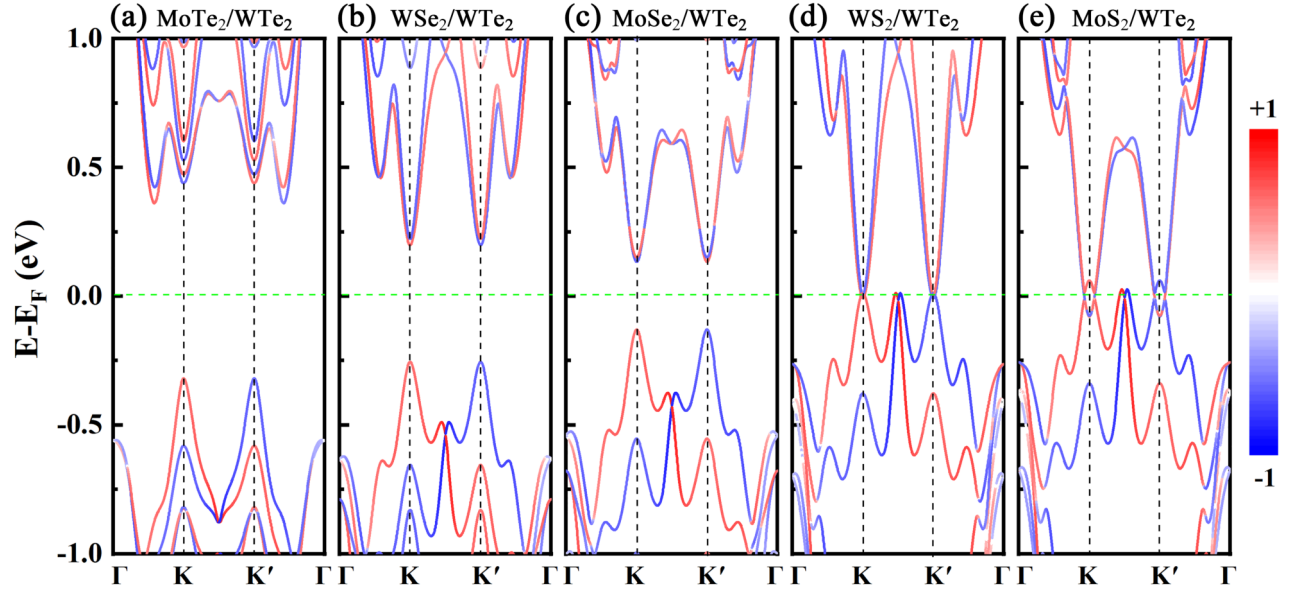 (a) MoTe₂/WTe₂ (b) WSe₂/WTe₂ (c) MoSe₂/WTe₂ (d) WS₂/WTe₂ (e) MoS₂/WTe₂
1.0
0.5
0.0
-0.5
-1.0
E-E_F (eV)
Γ K K′ Γ K K′ Γ K K′ Γ K K′ Γ K K′ Γ
+1
-1